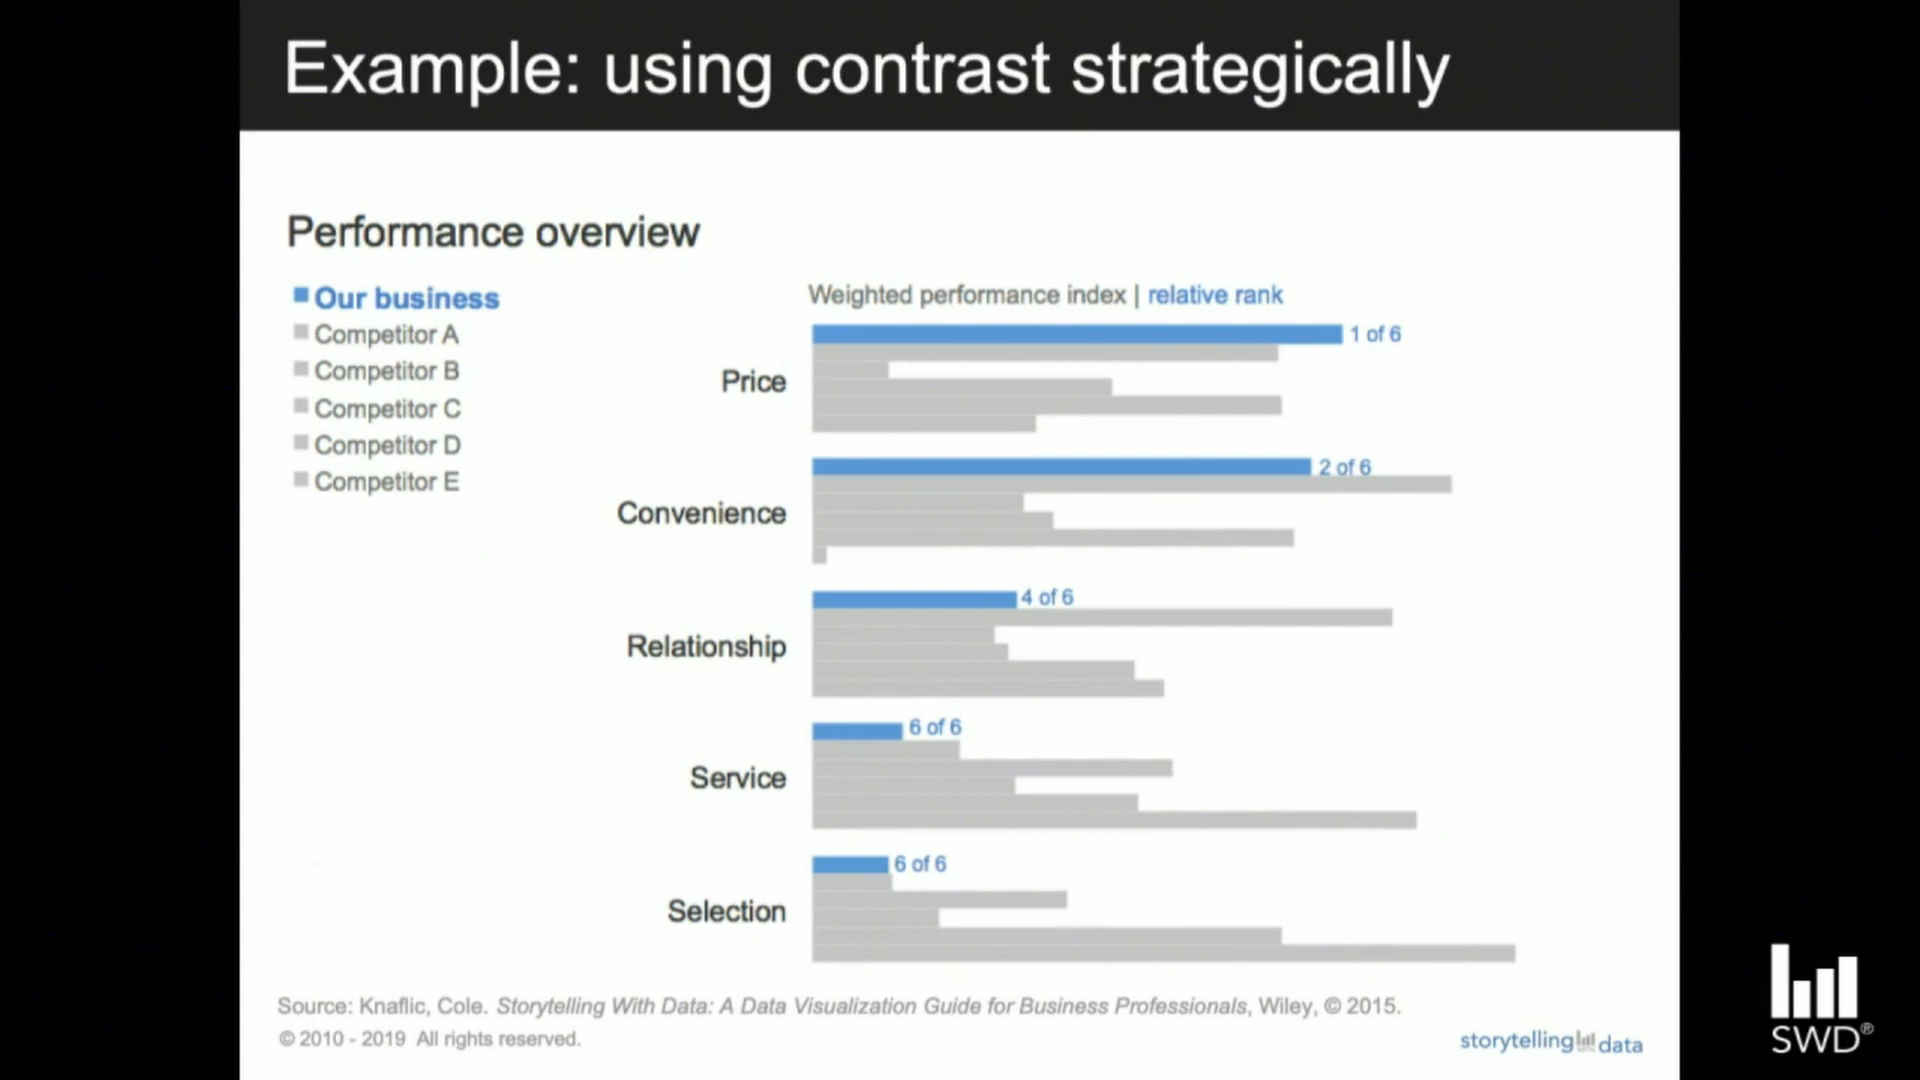 Example: using contrast strategically
Performance overview
Our business
Competitor A
Competitor B
Competitor C
Competitor D
Competitor E
Weighted performance index | relative rank
Price
1 of 6
Convenience
2 of 6
Relationship
4 of 6
Service
6 of 6
Selection
6 of 6
Source: Knaflic, Cole. Storytelling With Data: A Data Visualization Guide for Business Professionals, Wiley, © 2015.
© 2010 - 2019 All rights reserved.
storytelling data
SWD®